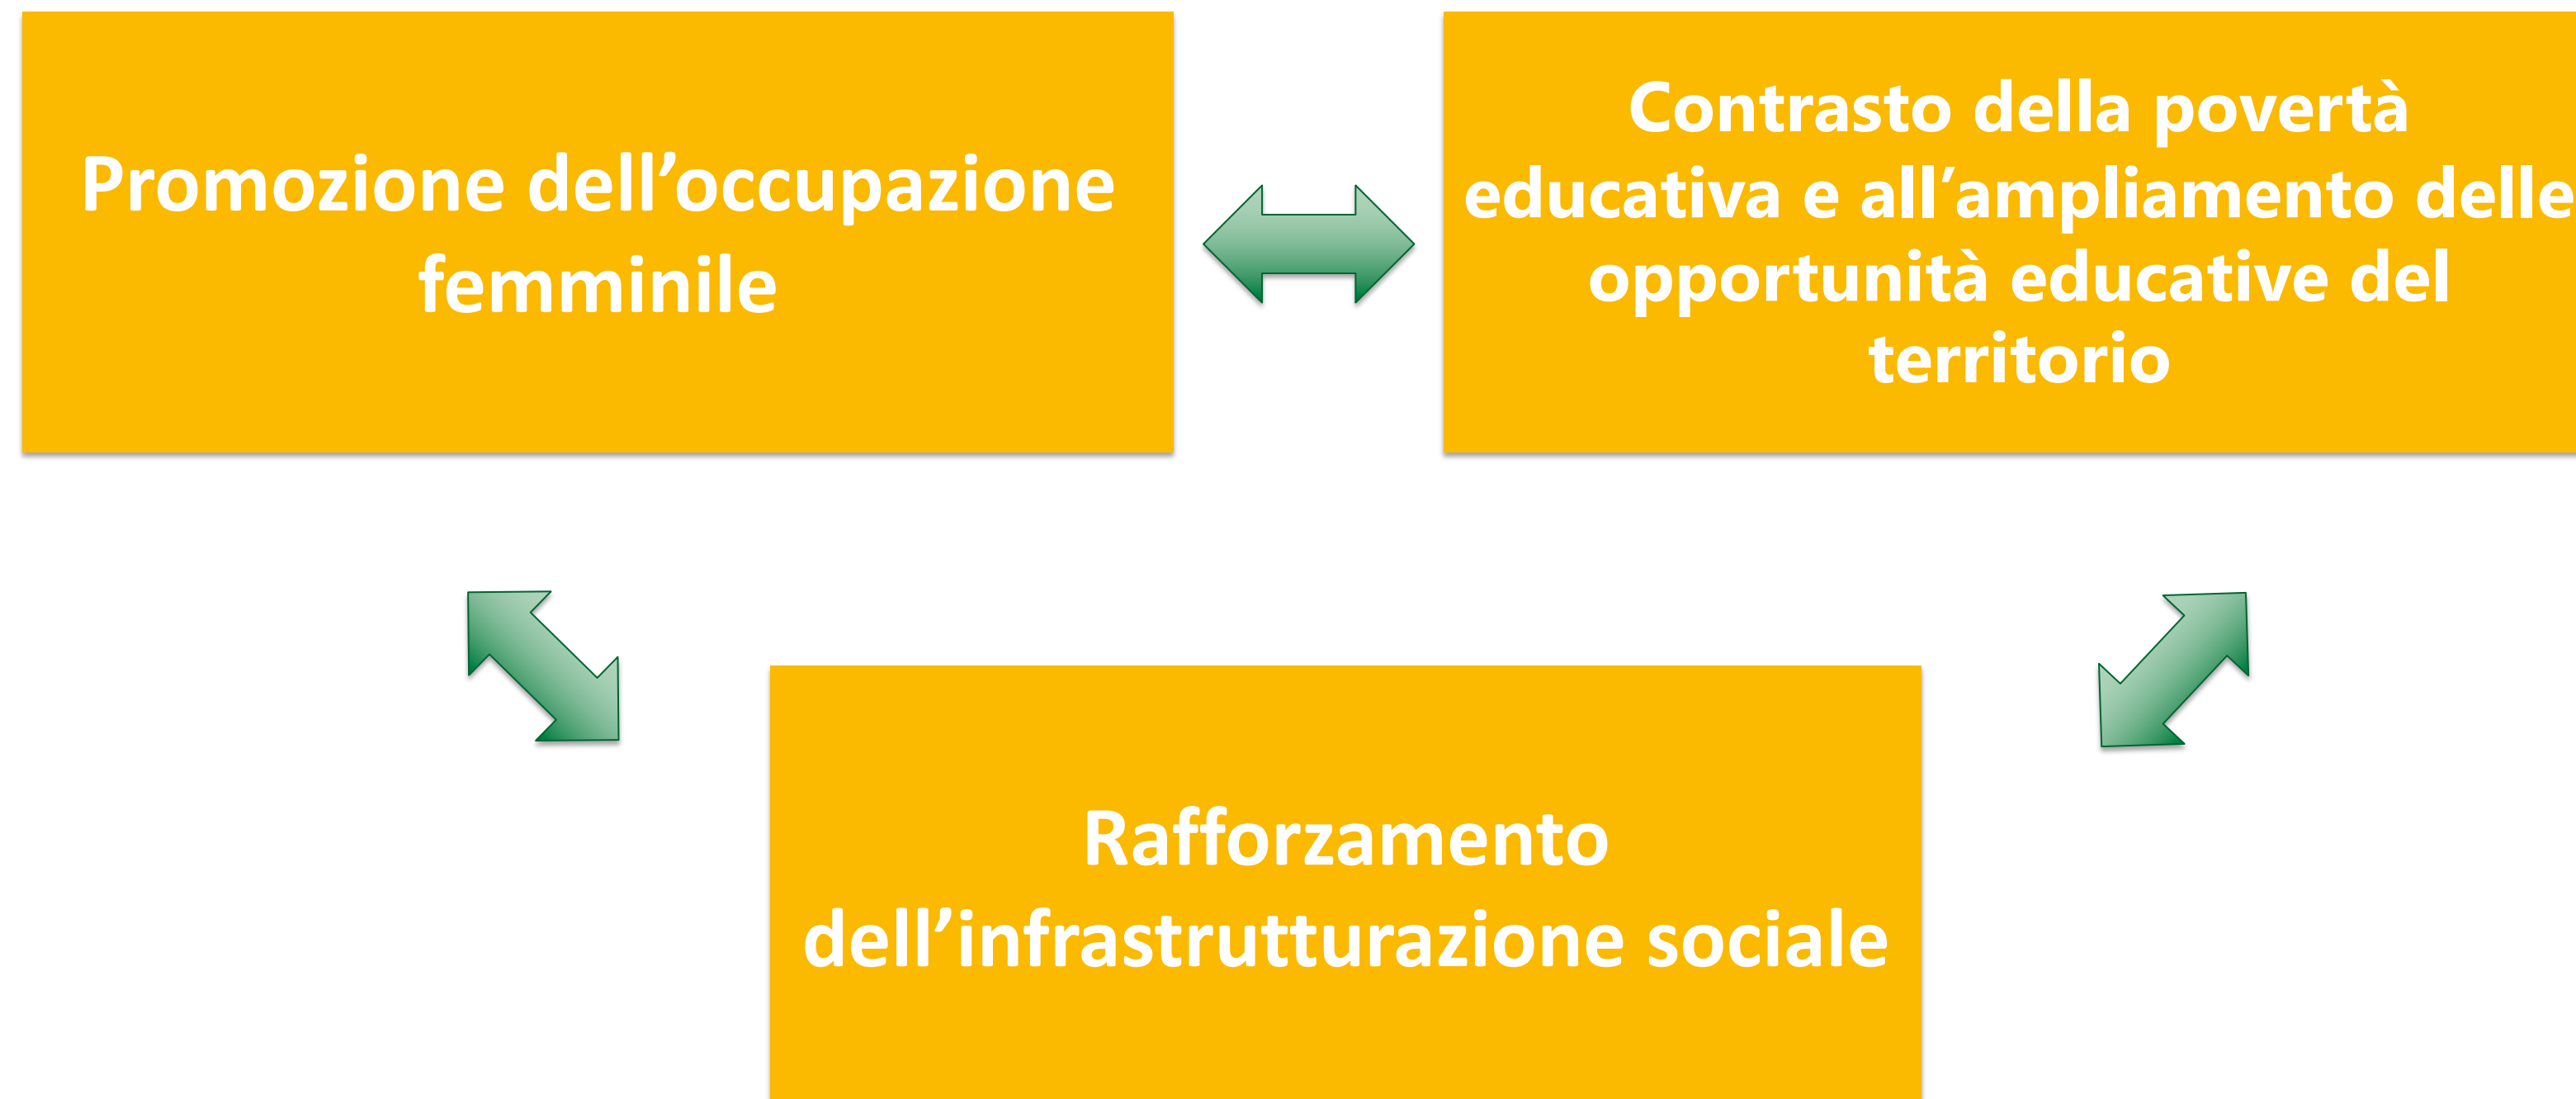 Promozione dell’occupazione
femminile
Contrasto della povertà
educativa e all’ampliamento delle
opportunità educative del
territorio
Rafforzamento
dell’infrastrutturazione sociale